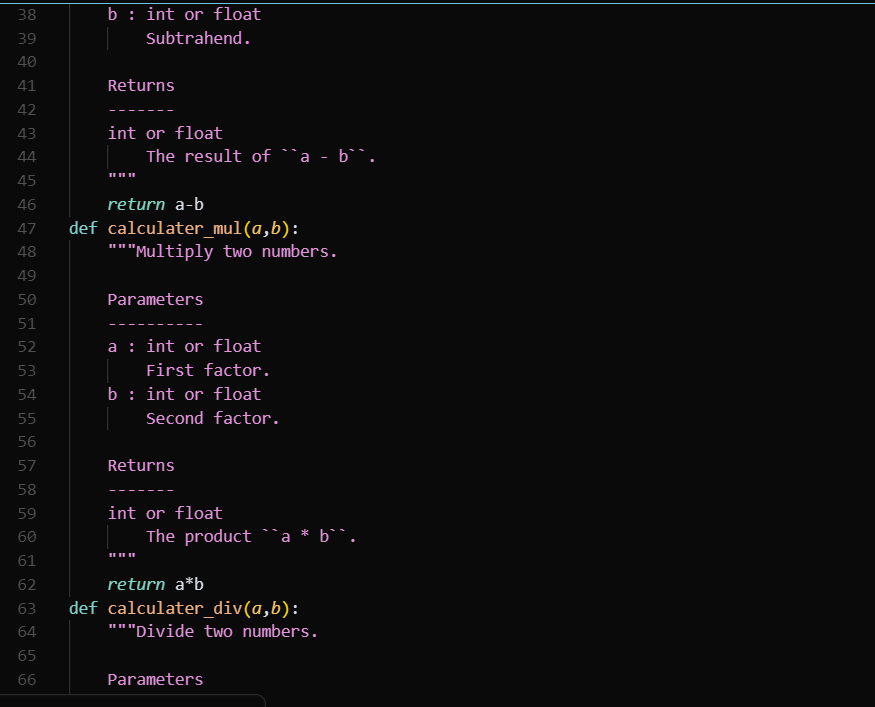 38 b : int or float
39 Subtrahend.
40
41 Returns
42 -------
43 int or float
44 The result of ``a - b``.
45 """
46 return a-b
47 def calculater_mul(a,b):
48 """Multiply two numbers.
49
50 Parameters
51 ----------
52 a : int or float
53 First factor.
54 b : int or float
55 Second factor.
56
57 Returns
58 -------
59 int or float
60 The product ``a * b``.
61 """
62 return a*b
63 def calculater_div(a,b):
64 """Divide two numbers.
65
66 Parameters